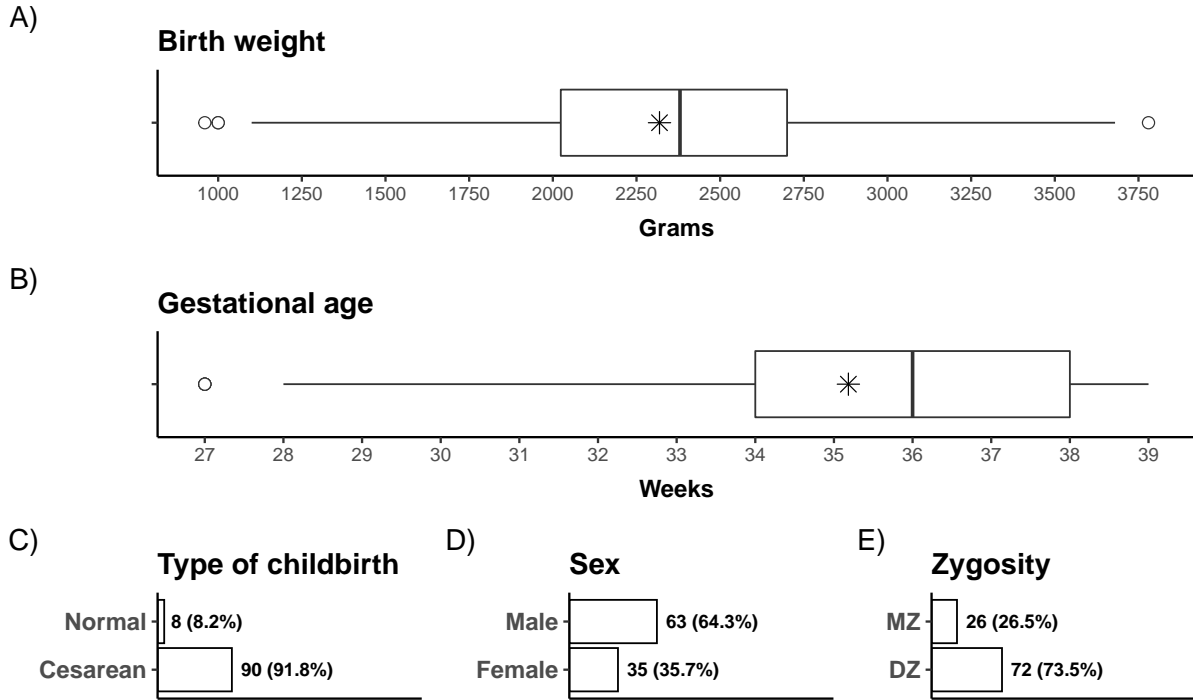 A)
Birth weight
1000 1250 1500 1750 2000 2250 2500 2750 3000 3250 3500 3750
Grams
B)
Gestational age
27 28 29 30 31 32 33 34 35 36 37 38 39
Weeks
C)
Type of childbirth
Normal 8 (8.2%)
Cesarean 90 (91.8%)
D)
Sex
Male 63 (64.3%)
Female 35 (35.7%)
E)
Zygosity
MZ 26 (26.5%)
DZ 72 (73.5%)